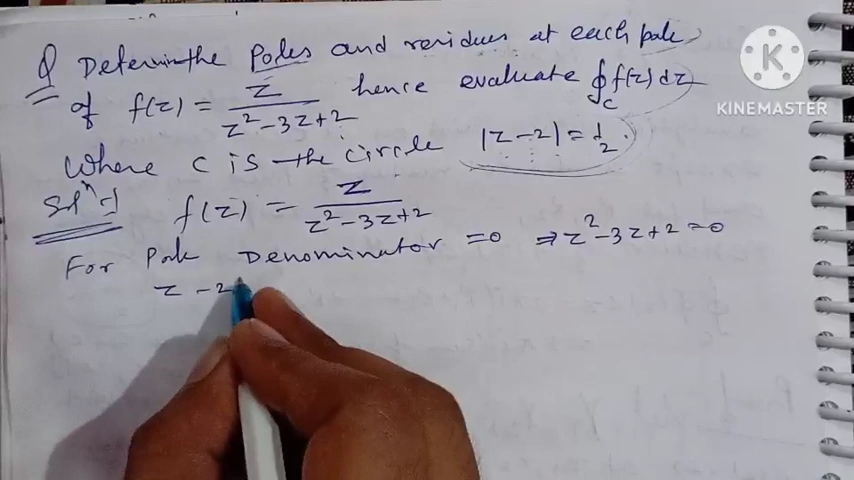 Q Determine the Poles and residues at each pole
of f(z) = z / z² - 3z + 2 hence evaluate ∮c f(z) dz
Where c is the circle |z - 2| = 1/2.
Solⁿ :- f(z) = z / z² - 3z + 2
For Pole Denominator = 0 ⇒ z² - 3z + 2 = 0
z - 2
KINEMASTER